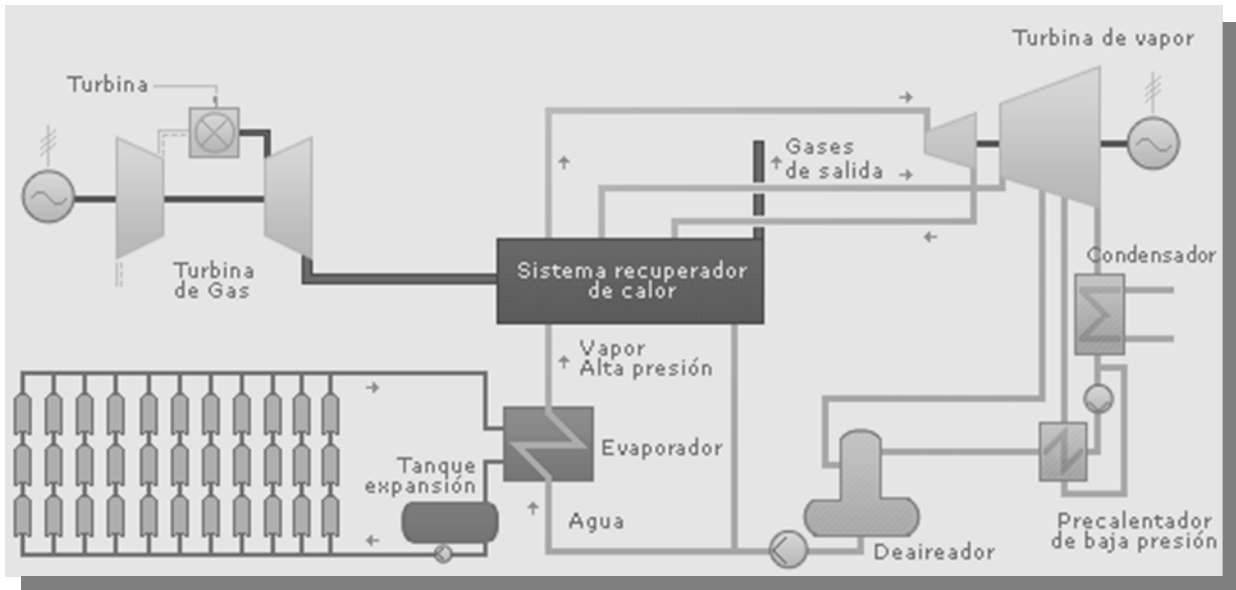 Turbina de vapor
Turbina
Gases
de salida
Turbina
de Gas
Condensador
Sistema recuperador
de calor
Vapor
Alta presión
Evaporador
Tanque
expansión
Agua
Precalentador
de baja presión
Deaireador